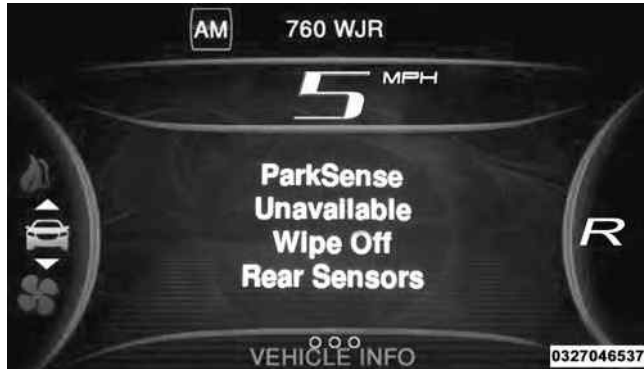 AM 760 WJR
5 MPH
ParkSense
Unavailable
Wipe Off
R
Rear Sensors
VEHICLE INFO
0327046537